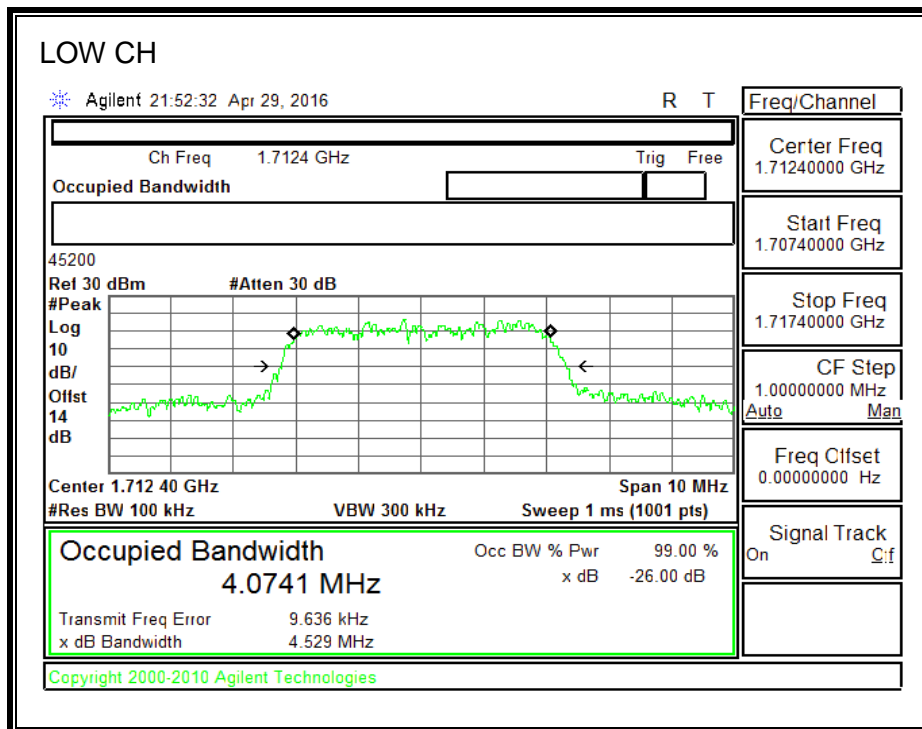 LOW CH
Agilent 21:52:32 Apr 29, 2016 R T
Freq/Channel
Ch Freq 1.7124 GHz Trig Free
Occupied Bandwidth
Center Freq
1.71240000 GHz
Start Freq
1.70740000 GHz
Stop Freq
1.71740000 GHz
CF Step
1.00000000 MHz
Auto Man
Freq Offset
0.00000000 Hz
Signal Track
On Off
45200
Ref 30 dBm #Atten 30 dB
#Peak
Log
10
dB/
Offst
14
dB
Center 1.712 40 GHz Span 10 MHz
#Res BW 100 kHz VBW 300 kHz Sweep 1 ms (1001 pts)
Occupied Bandwidth Occ BW % Pwr 99.00 %
4.0741 MHz x dB -26.00 dB
Transmit Freq Error 9.636 kHz
x dB Bandwidth 4.529 MHz
Copyright 2000-2010 Agilent Technologies